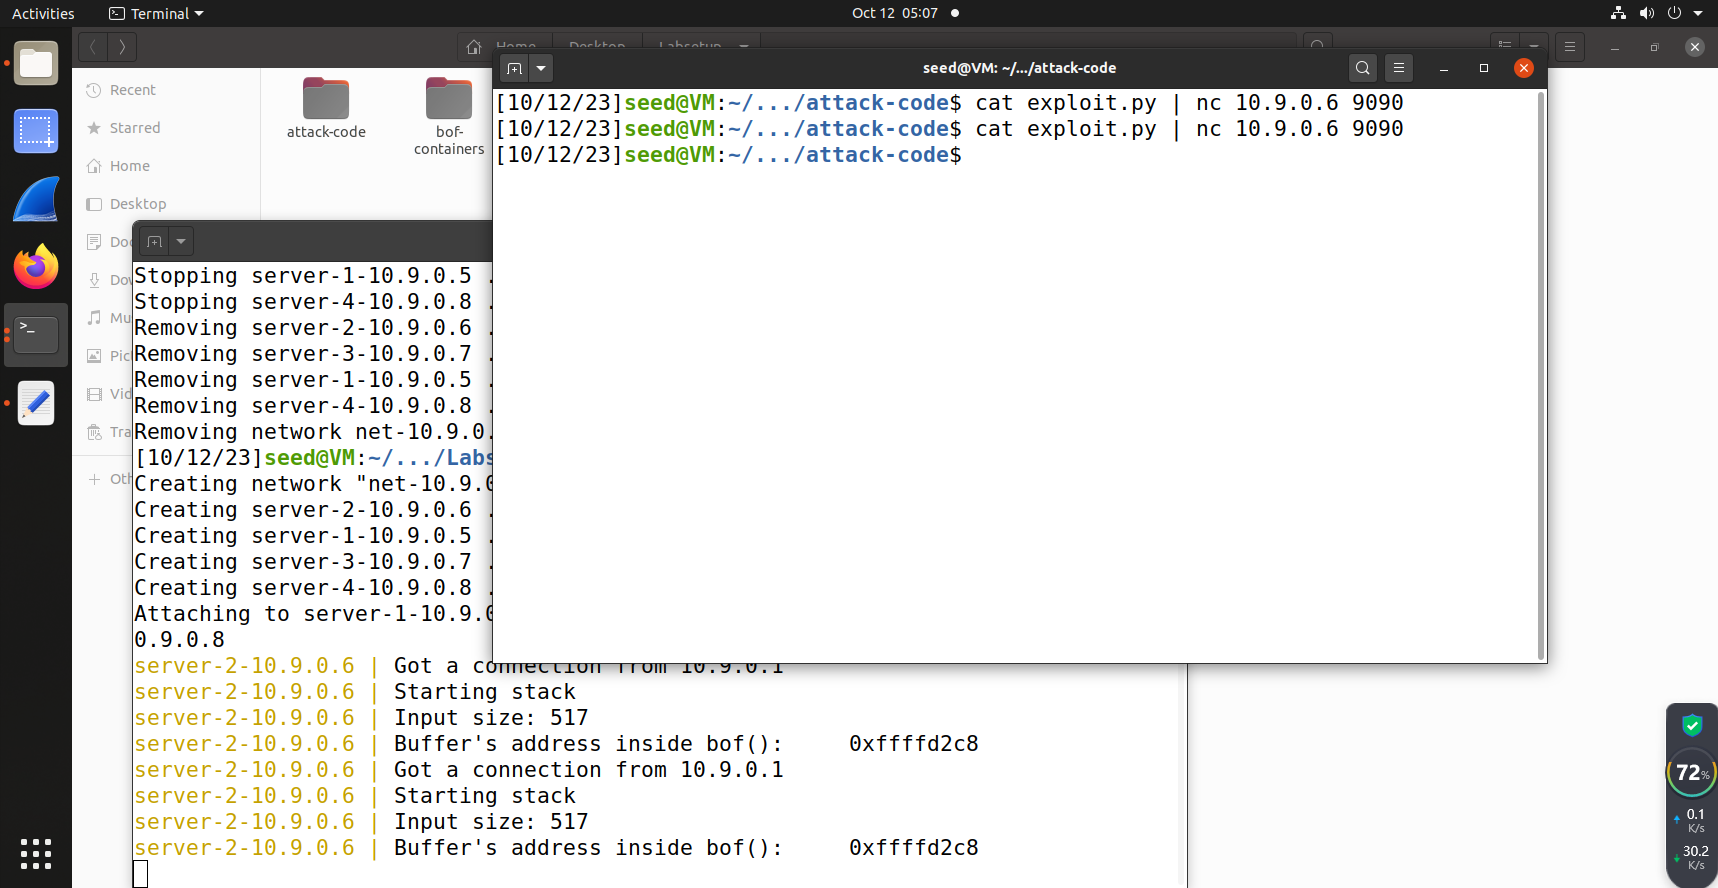 Activities
Terminal
Oct 12 05:07
Home
Desktop
Labsetup
Recent
Starred
Home
Desktop
Doc
Dov
Mu
Pic
Vid
Tra
Oth
attack-code
bof-
containers
seed@VM: ~/.../attack-code
[10/12/23]seed@VM:~/.../attack-code$ cat exploit.py | nc 10.9.0.6 9090
[10/12/23]seed@VM:~/.../attack-code$ cat exploit.py | nc 10.9.0.6 9090
[10/12/23]seed@VM:~/.../attack-code$
Stopping server-1-10.9.0.5 .
Stopping server-4-10.9.0.8 .
Removing server-2-10.9.0.6 .
Removing server-3-10.9.0.7 .
Removing server-1-10.9.0.5 .
Removing server-4-10.9.0.8 .
Removing network net-10.9.0.
[10/12/23]seed@VM:~/.../Labs
Creating network "net-10.9.0
Creating server-2-10.9.0.6 .
Creating server-1-10.9.0.5 .
Creating server-3-10.9.0.7 .
Creating server-4-10.9.0.8 .
Attaching to server-1-10.9.0
0.9.0.8
server-2-10.9.0.6 | Got a connection from 10.9.0.1
server-2-10.9.0.6 | Starting stack
server-2-10.9.0.6 | Input size: 517
server-2-10.9.0.6 | Buffer's address inside bof():     0xffffd2c8
server-2-10.9.0.6 | Got a connection from 10.9.0.1
server-2-10.9.0.6 | Starting stack
server-2-10.9.0.6 | Input size: 517
server-2-10.9.0.6 | Buffer's address inside bof():     0xffffd2c8
72%
0.1
K/s
30.2
K/s